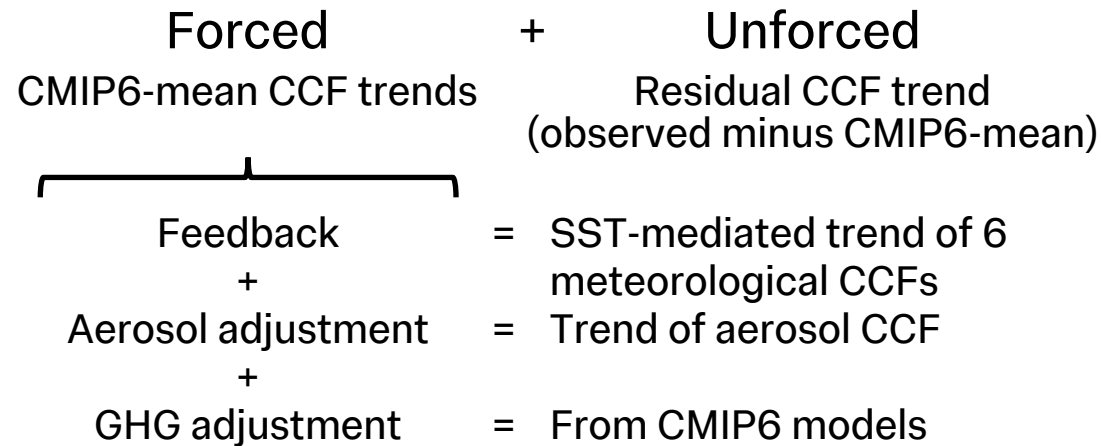 Forced + Unforced
CMIP6-mean CCF trends Residual CCF trend
(observed minus CMIP6-mean)
Feedback = SST-mediated trend of 6
+ meteorological CCFs
Aerosol adjustment = Trend of aerosol CCF
+
GHG adjustment = From CMIP6 models